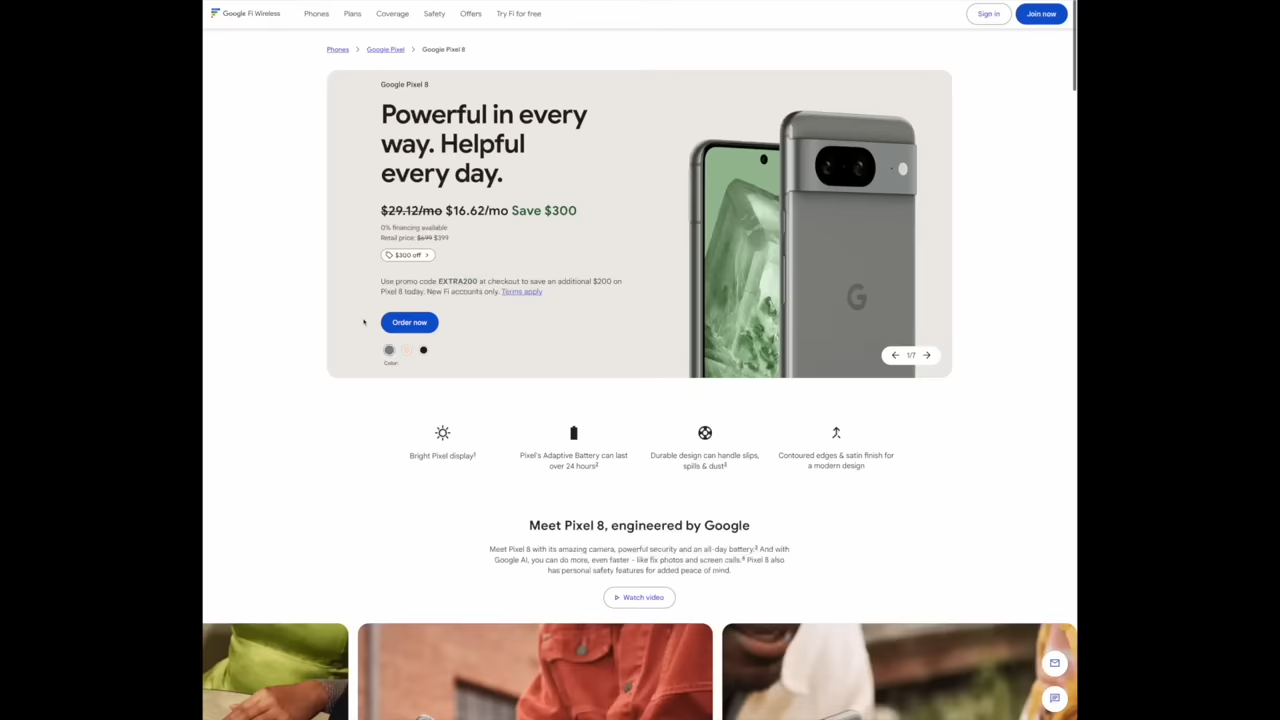 Google Fi Wireless Phones Plans Coverage Safety Offers Try Fi for free Sign in Join now
Phones > Google Pixel > Google Pixel 8
Google Pixel 8
Powerful in every
way. Helpful
every day.
$29.12/mo $16.62/mo Save $300
0% financing available
Retail price: $699 $399
$300 off >
Use promo code EXTRA200 at checkout to save an additional $200 on
Pixel 8 today. New Fi accounts only. Terms apply
Order now
Color:
1/7
Bright Pixel display¹
Pixel's Adaptive Battery can last
over 24 hours²
Durable design can handle slips,
spills & dust³
Contoured edges & satin finish for
a modern design
Meet Pixel 8, engineered by Google
Meet Pixel 8 with its amazing camera, powerful security and an all-day battery.² And with
Google AI, you can do more, even faster - like fix photos and screen calls.⁴ Pixel 8 also
has personal safety features for added peace of mind.
Watch video